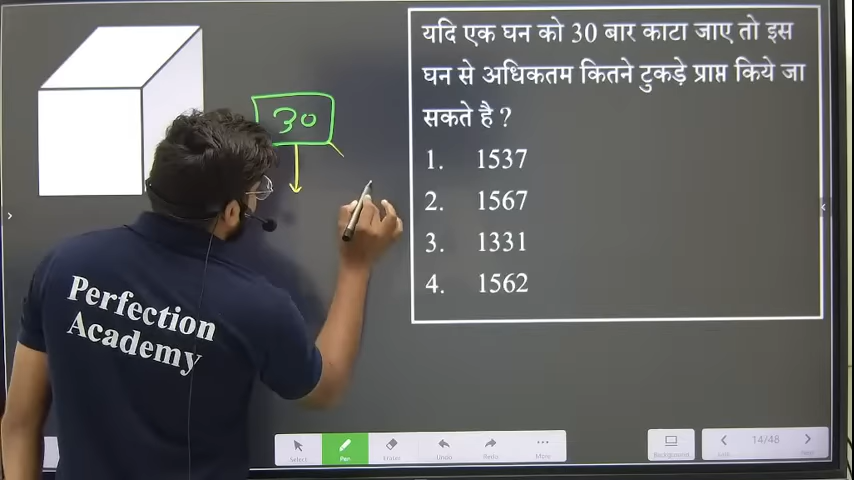 यदि एक घन को 30 बार काटा जाए तो इस
घन से अधिकतम कितने टुकड़े प्राप्त किये जा
सकते है ?
1. 1537
2. 1567
3. 1331
4. 1562
30
Perfection
Academy
Select
Pen
Eraser
Undo
Redo
More
Background
14/48